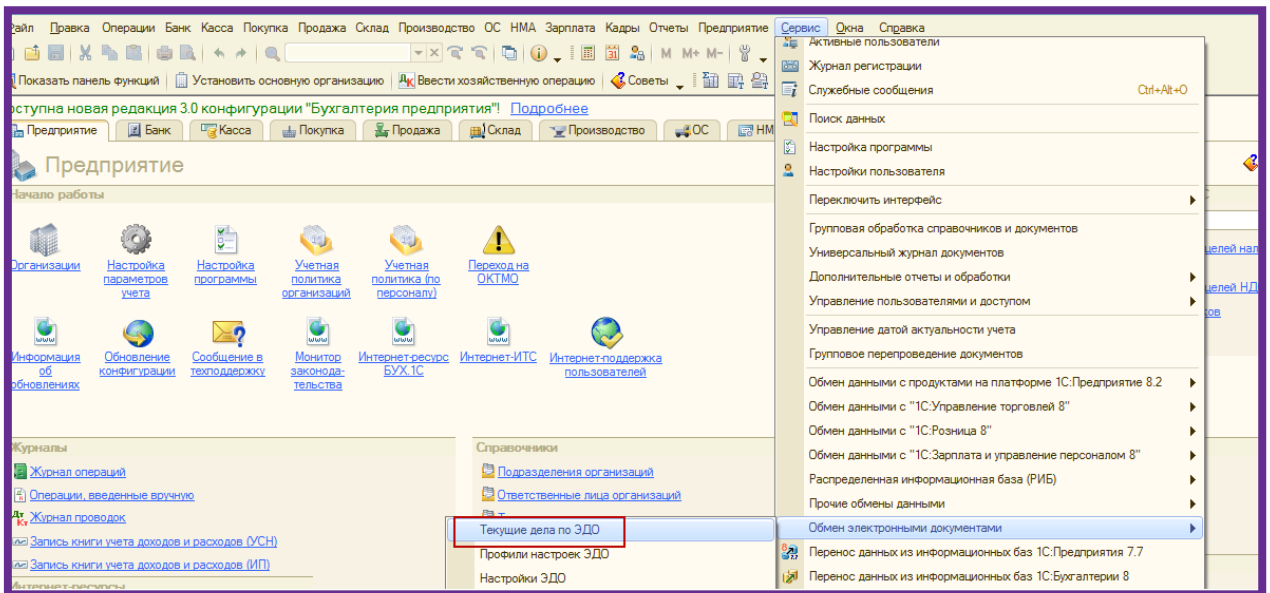 Файл Правка Операции Банк Касса Покупка Продажа Склад Производство ОС НМА Зарплата Кадры Отчеты Предприятие Сервис Окна Справка
M M+ M-
Показать панель функций Установить основную организацию Ввести хозяйственную операцию Советы
оступна новая редакция 3.0 конфигурации "Бухгалтерия предприятия"! Подробнее
Предприятие Банк Касса Покупка Продажа Склад Производство ОС НМ
Предприятие
Начало работы
Организации
Настройка параметров учета
Настройка программы
Учетная политика организаций
Учетная политика (по персоналу)
Переход на ОКТМО
Информация об обновлениях
Обновление конфигурации
Сообщение в техподдержку
Монитор законода-
тельства
Интернет-ресурс БУХ.1С
Интернет-ИТС
Интернет-поддержка пользователей
Журналы
Журнал операций
Операции, введенные вручную
Журнал проводок
Запись книги учета доходов и расходов (УСН)
Запись книги учета доходов и расходов (ИП)
Интернет-ресурсы
Справочники
Подразделения организаций
Ответственные лица организаций
Текущие дела по ЭДО
Профили настроек ЭДО
Настройки ЭДО
Активные пользователи
Журнал регистрации
Служебные сообщения Ctrl+Alt+O
Поиск данных
Настройка программы
Настройки пользователя
Переключить интерфейс
Групповая обработка справочников и документов
Универсальный журнал документов
Дополнительные отчеты и обработки
Управление пользователями и доступом
Управление датой актуальности учета
Групповое перепроведение документов
Обмен данными с продуктами на платформе 1С:Предприятие 8.2
Обмен данными с "1С:Управление торговлей 8"
Обмен данными с "1С:Розница 8"
Обмен данными с "1С:Зарплата и управление персоналом 8"
Распределенная информационная база (РИБ)
Прочие обмены данными
Обмен электронными документами
Перенос данных из информационных баз 1С:Предприятия 7.7
Перенос данных из информационных баз 1С:Бухгалтерии 8
целей нал
целей НД
ков